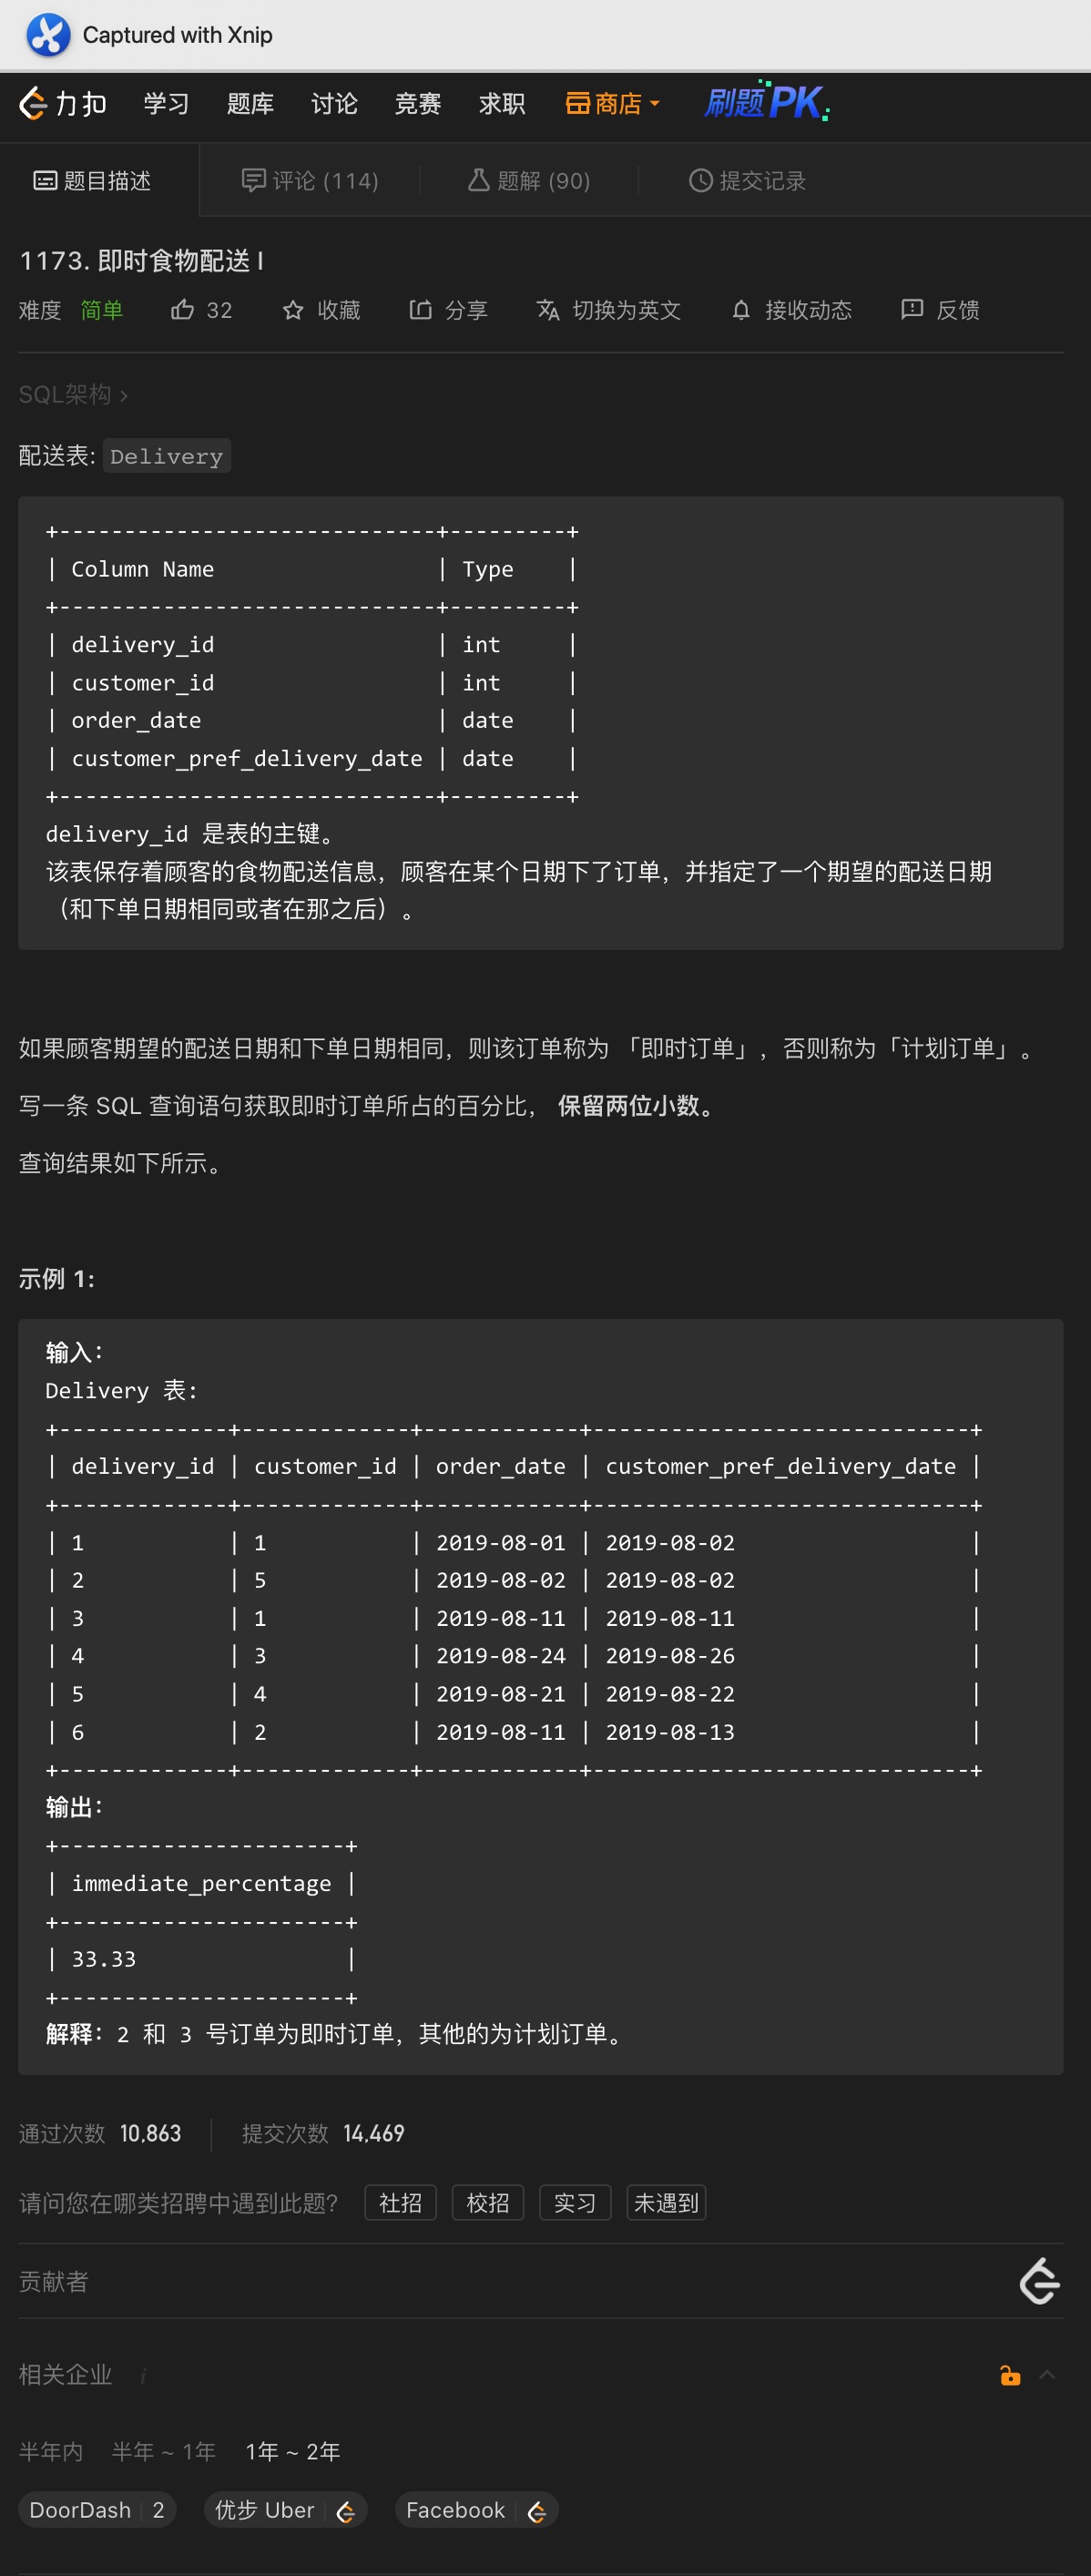 Captured with Xnip
力扣 学习 题库 讨论 竞赛 求职 商店 刷题PK
题目描述 评论 (114) 题解 (90) 提交记录
1173. 即时食物配送 I
难度 简单 32 收藏 分享 切换为英文 接收动态 反馈
SQL架构 ›
配送表: Delivery
+-----------------------------+---------+
| Column Name                 | Type    |
+-----------------------------+---------+
| delivery_id                 | int     |
| customer_id                 | int     |
| order_date                  | date    |
| customer_pref_delivery_date | date    |
+-----------------------------+---------+
delivery_id 是表的主键。
该表保存着顾客的食物配送信息，顾客在某个日期下了订单，并指定了一个期望的配送日期
（和下单日期相同或者在那之后）。
如果顾客期望的配送日期和下单日期相同，则该订单称为 「即时订单」，否则称为「计划订单」。
写一条 SQL 查询语句获取即时订单所占的百分比， 保留两位小数。
查询结果如下所示。
示例 1:
输入：
Delivery 表:
+-------------+-------------+------------+-----------------------------+
| delivery_id | customer_id | order_date | customer_pref_delivery_date |
+-------------+-------------+------------+-----------------------------+
| 1           | 1           | 2019-08-01 | 2019-08-02                  |
| 2           | 5           | 2019-08-02 | 2019-08-02                  |
| 3           | 1           | 2019-08-11 | 2019-08-11                  |
| 4           | 3           | 2019-08-24 | 2019-08-26                  |
| 5           | 4           | 2019-08-21 | 2019-08-22                  |
| 6           | 2           | 2019-08-11 | 2019-08-13                  |
+-------------+-------------+------------+-----------------------------+
输出：
+----------------------+
| immediate_percentage |
+----------------------+
| 33.33                |
+----------------------+
解释：2 和 3 号订单为即时订单，其他的为计划订单。
通过次数 10,863 提交次数 14,469
请问您在哪类招聘中遇到此题? 社招 校招 实习 未遇到
贡献者
相关企业 i
半年内 半年 ~ 1年 1年 ~ 2年
DoorDash 2 优步 Uber Facebook